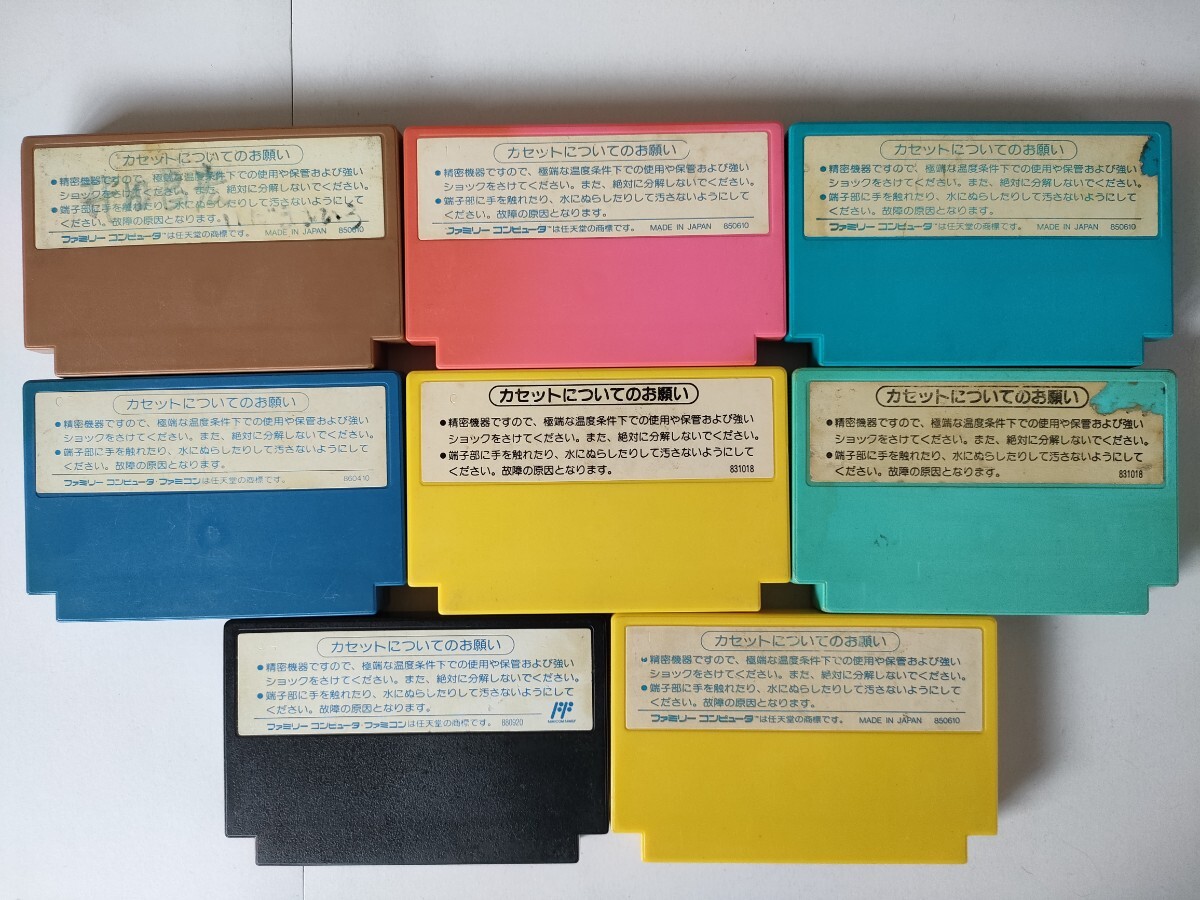 カセットについてのお願い
●精密機器ですので、極端な温度条件下での使用や保管および強い
ショックをさけてください。また、絶対に分解しないでください。
●端子部に手を触れたり、水にぬらしたりして汚さないようにして
ください。故障の原因となります。
ファミリー コンピュータ™は任天堂の商標です。 MADE IN JAPAN 850610
カセットについてのお願い
●精密機器ですので、極端な温度条件下での使用や保管および強い
ショックをさけてください。また、絶対に分解しないでください。
●端子部に手を触れたり、水にぬらしたりして汚さないようにして
ください。故障の原因となります。
ファミリー コンピュータ™は任天堂の商標です。 MADE IN JAPAN 850610
カセットについてのお願い
●精密機器ですので、極端な温度条件下での使用や保管および強い
ショックをさけてください。また、絶対に分解しないでください。
●端子部に手を触れたり、水にぬらしたりして汚さないようにして
ください。故障の原因となります。
ファミリー コンピュータ™は任天堂の商標です。 MADE IN JAPAN 850610
カセットについてのお願い
●精密機器ですので、極端な温度条件下での使用や保管および強い
ショックをさけてください。また、絶対に分解しないでください。
●端子部に手を触れたり、水にぬらしたりして汚さないようにして
ください。故障の原因となります。
ファミリー コンピュータ・ファミコンは任天堂の商標です。 860410
カセットについてのお願い
●精密機器ですので、極端な温度条件下での使用や保管および強い
ショックをさけてください。また、絶対に分解しないでください。
●端子部に手を触れたり、水にぬらしたりして汚さないようにして
ください。故障の原因となります。 831018
カセットについてのお願い
●精密機器ですので、極端な温度条件下での使用や保管および強い
ショックをさけてください。また、絶対に分解しないでください。
●端子部に手を触れたり、水にぬらしたりして汚さないようにして
ください。故障の原因となります。 831018
カセットについてのお願い
●精密機器ですので、極端な温度条件下での使用や保管および強い
ショックをさけてください。また、絶対に分解しないでください。
●端子部に手を触れたり、水にぬらしたりして汚さないようにして
ください。故障の原因となります。
ファミリー コンピュータ・ファミコンは任天堂の商標です。 880920
カセットについてのお願い
●精密機器ですので、極端な温度条件下での使用や保管および強い
ショックをさけてください。また、絶対に分解しないでください。
●端子部に手を触れたり、水にぬらしたりして汚さないようにして
ください。故障の原因となります。
ファミリー コンピュータ™は任天堂の商標です。 MADE IN JAPAN 850610